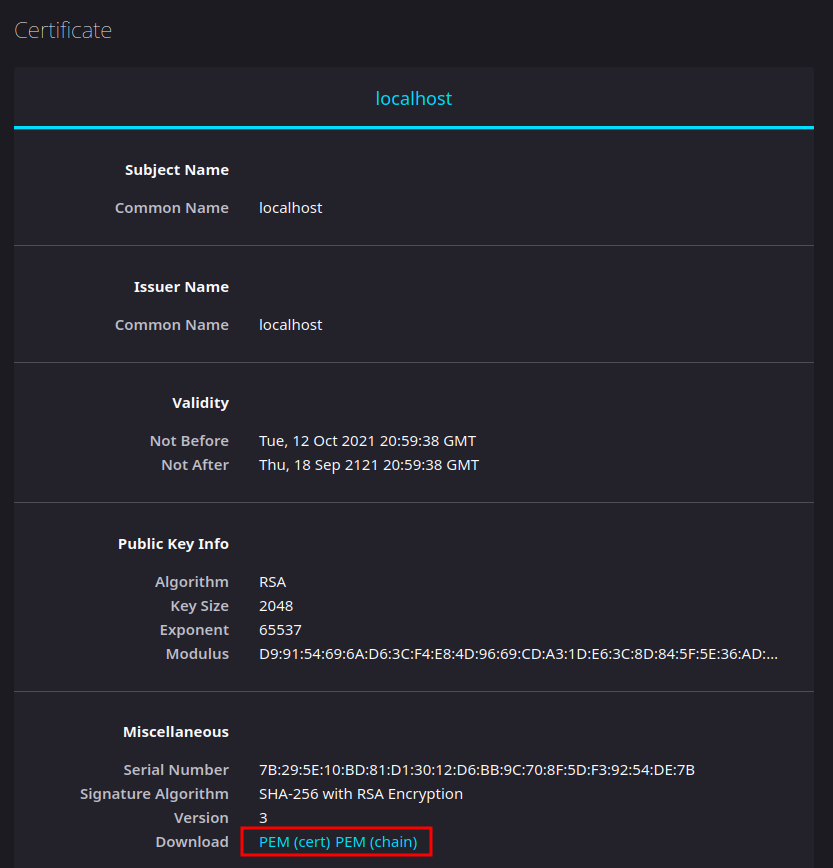 Certificate
localhost
Subject Name
Common Name localhost
Issuer Name
Common Name localhost
Validity
Not Before Tue, 12 Oct 2021 20:59:38 GMT
Not After Thu, 18 Sep 2121 20:59:38 GMT
Public Key Info
Algorithm RSA
Key Size 2048
Exponent 65537
Modulus D9:91:54:69:6A:D6:3C:F4:E8:4D:96:69:CD:A3:1D:E6:3C:8D:84:5F:5E:36:AD:...
Miscellaneous
Serial Number 7B:29:5E:10:BD:81:D1:30:12:D6:BB:9C:70:8F:5D:F3:92:54:DE:7B
Signature Algorithm SHA-256 with RSA Encryption
Version 3
Download PEM (cert) PEM (chain)